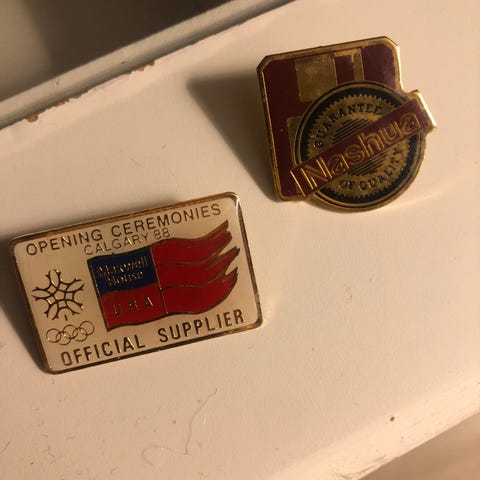 GUARANTEE
Nashua
OF QUALITY
OPENING CEREMONIES
CALGARY 88
Maxwell
House
USA
OFFICIAL SUPPLIER